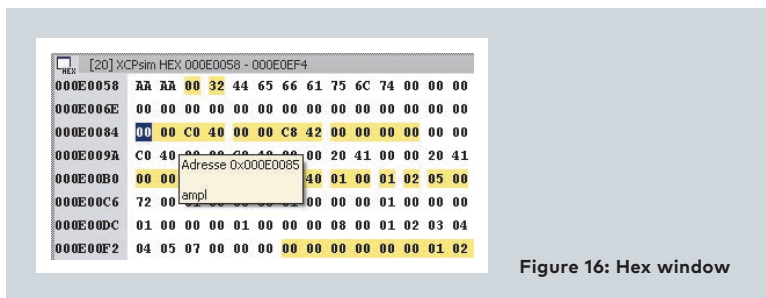 [20] XCPsim HEX 000E0058 - 000E0EF4
HEX
000E0058 AA AA 00 32 44 65 66 61 75 6C 74 00 00 00
000E006E 00 00 00 00 00 00 00 00 00 00 00 00 00 00
000E0084 00 00 C0 40 00 00 C8 42 00 00 00 00 00 00
000E009A C0 40 00 20 41 00 00 20 41
Adresse 0x000E0085
000E00B0 00 00 40 01 00 01 02 05 00
ampl
000E00C6 72 00 00 00 00 01 00 00 00
000E00DC 01 00 00 00 01 00 00 00 08 00 01 02 03 04
000E00F2 04 05 07 00 00 00 00 00 00 00 00 00 01 02
Figure 16: Hex window